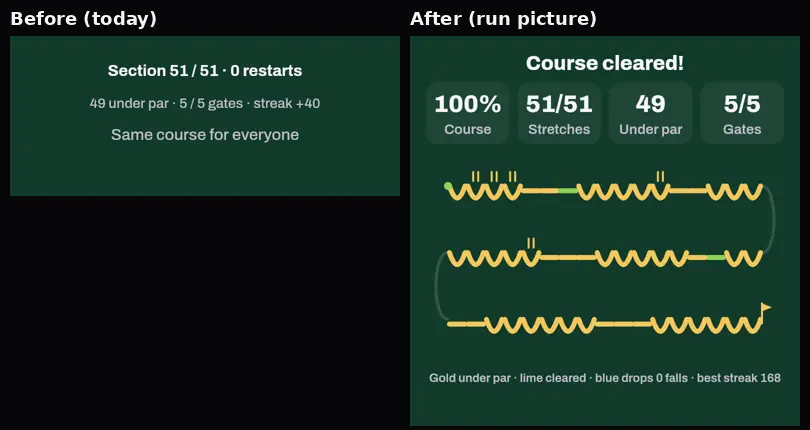 Before (today)
Section 51 / 51 · 0 restarts
49 under par · 5 / 5 gates · streak +40
Same course for everyone
After (run picture)
Course cleared!
100%
Course
51/51
Stretches
49
Under par
5/5
Gates
Gold under par · lime cleared · blue drops 0 falls · best streak 168